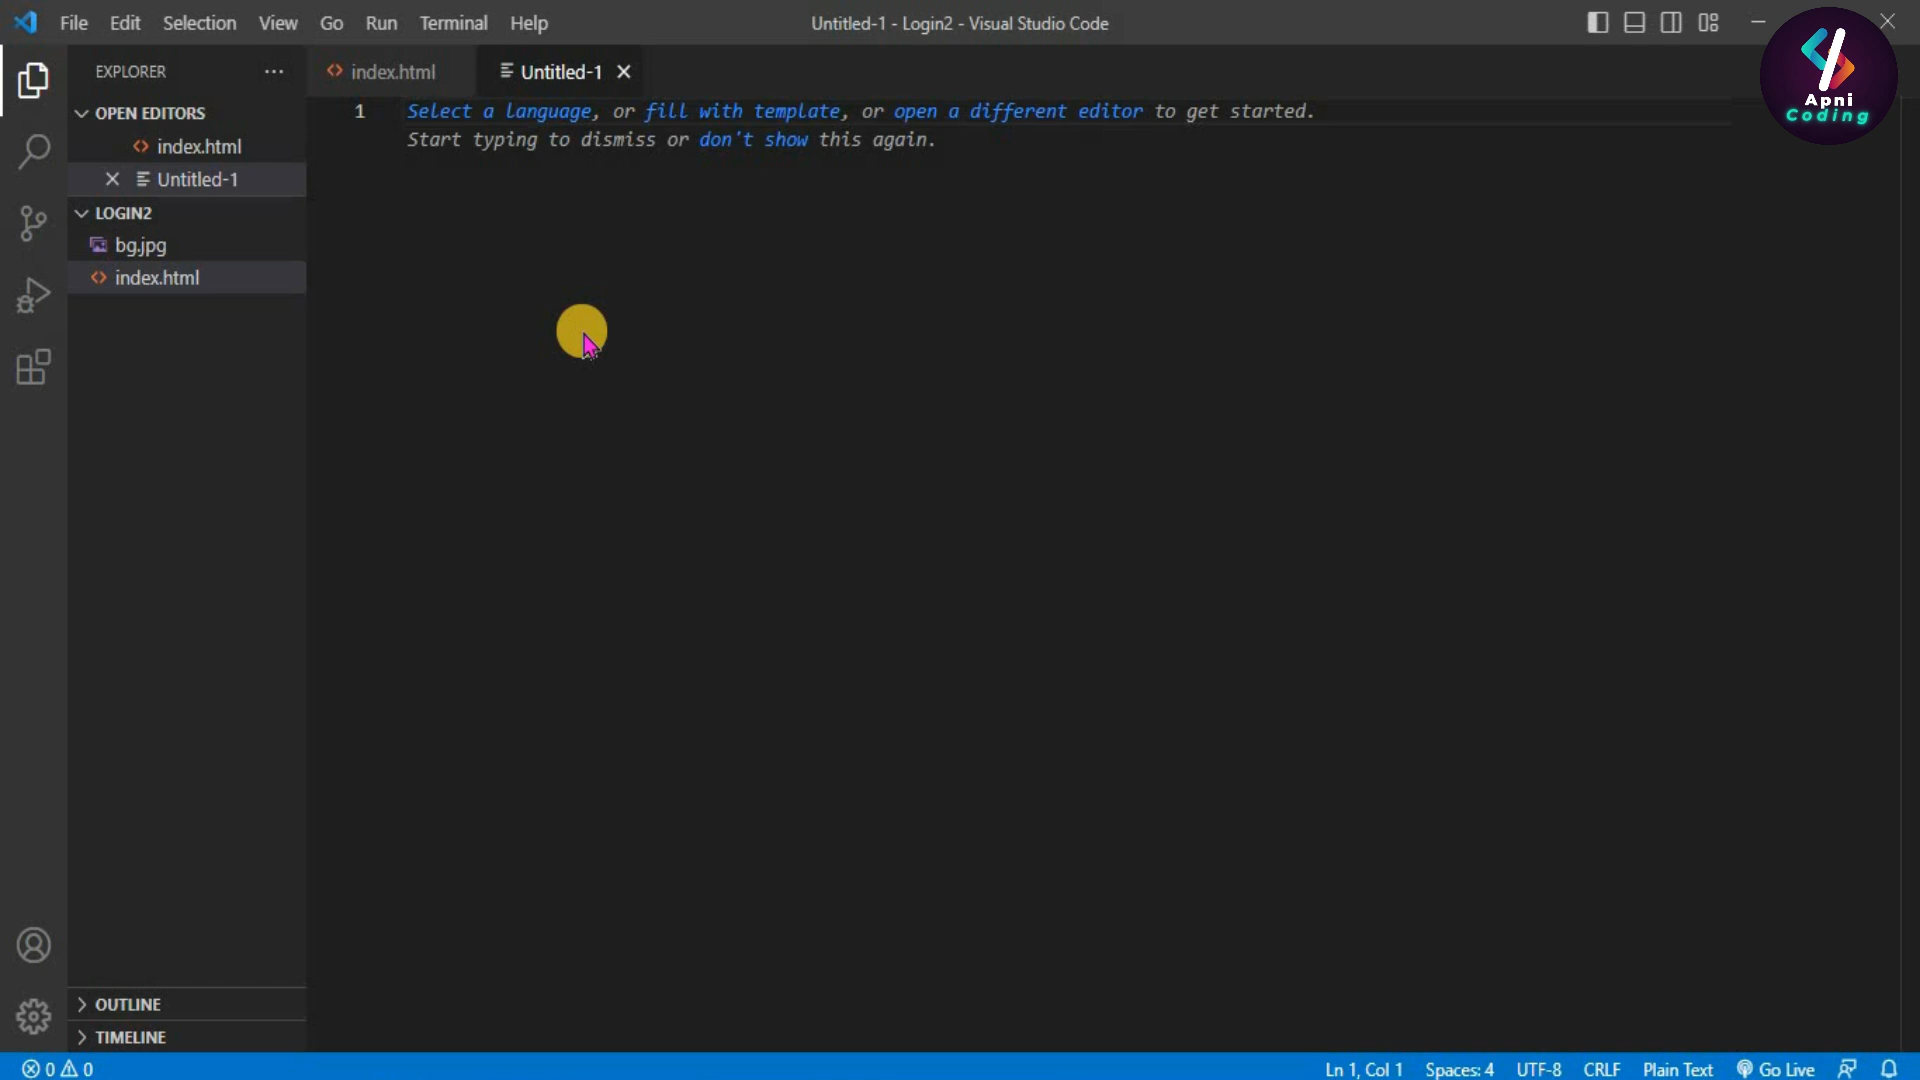 File Edit Selection View Go Run Terminal Help
Untitled-1 - Login2 - Visual Studio Code
Apni
Coding
EXPLORER
index.html
Untitled-1
OPEN EDITORS
index.html
Untitled-1
LOGIN2
bg.jpg
index.html
1
Select a language, or fill with template, or open a different editor to get started.
Start typing to dismiss or don't show this again.
OUTLINE
TIMELINE
0 0
Ln 1, Col 1 Spaces: 4 UTF-8 CRLF Plain Text Go Live